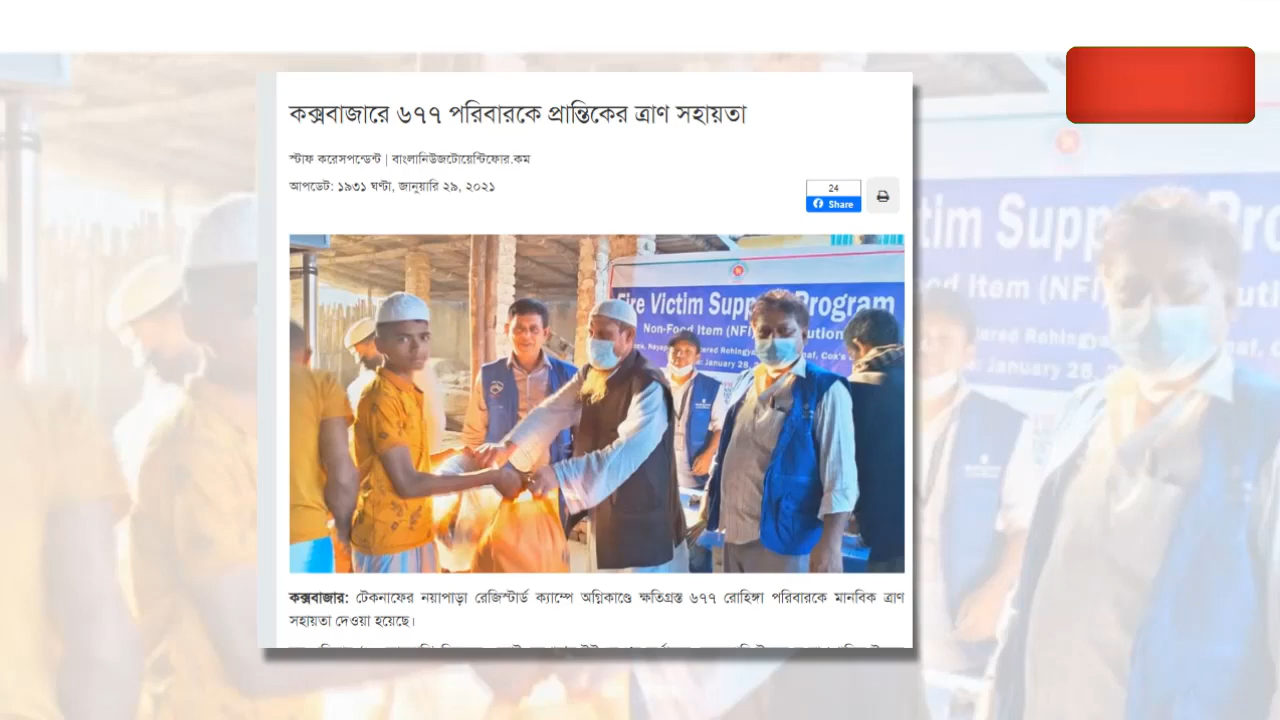 কক্সবাজারে ৬৭৭ পরিবারকে প্রান্তিকের ত্রাণ সহায়তা
স্টাফ করেসপন্ডেন্ট | বাংলানিউজটোয়েন্টিফোর.কম
আপডেট: ১৯৩১ ঘণ্টা, জানুয়ারি ২৯, ২০২১
24
Share
Fire Victim Support Program
Non-Food Item (NFI)
January 28,
কক্সবাজার: টেকনাফের নয়াপাড়া রেজিস্টার্ড ক্যাম্পে অগ্নিকাণ্ডে ক্ষতিগ্রস্ত ৬৭৭ রোহিঙ্গা পরিবারকে মানবিক ত্রাণ
সহায়তা দেওয়া হয়েছে।